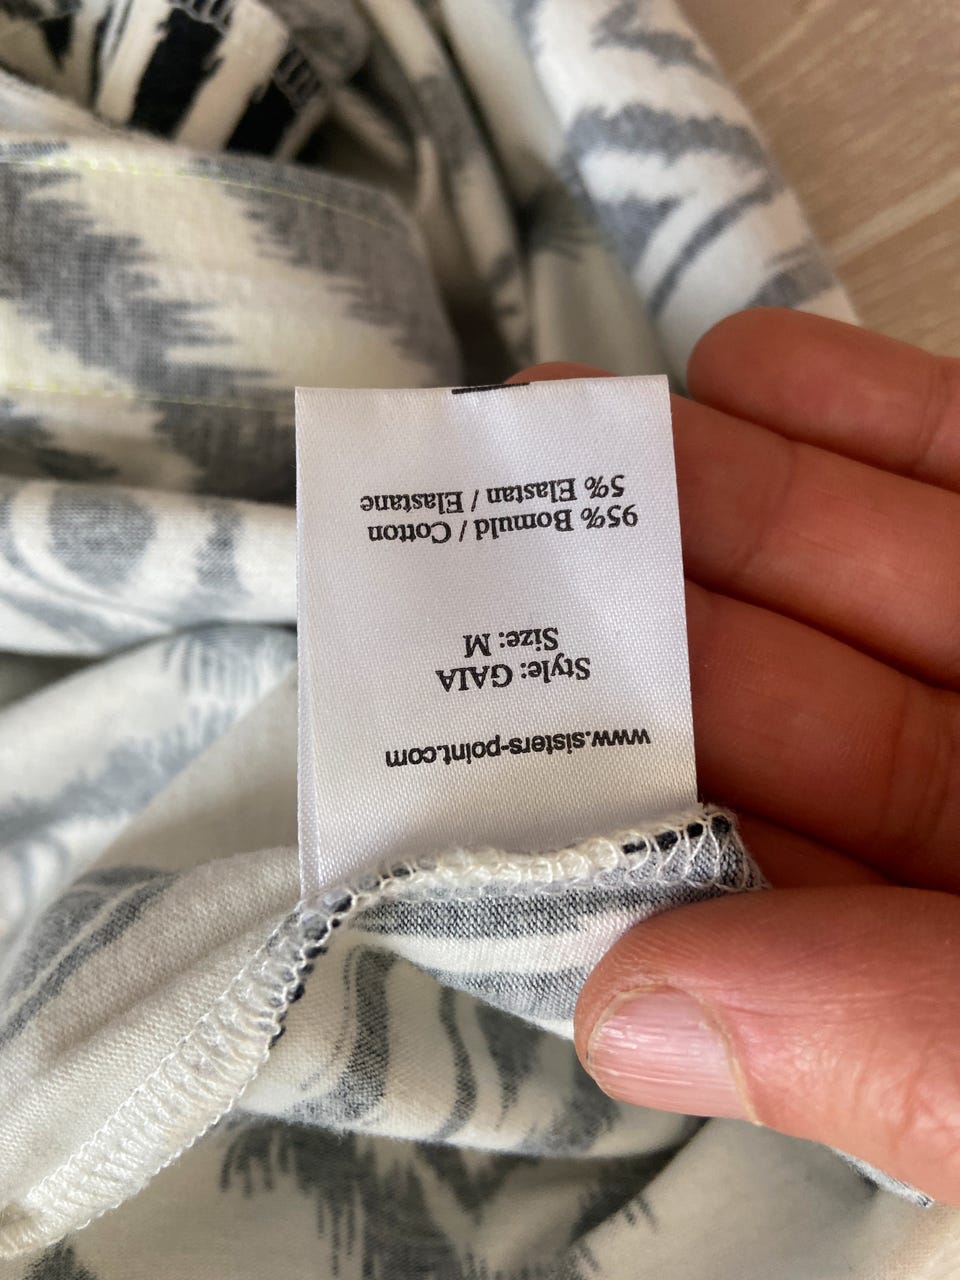 www.sisters-point.com
Style: GAIA
Size: M
95% Bomuld / Cotton
5% Elastan / Elastane